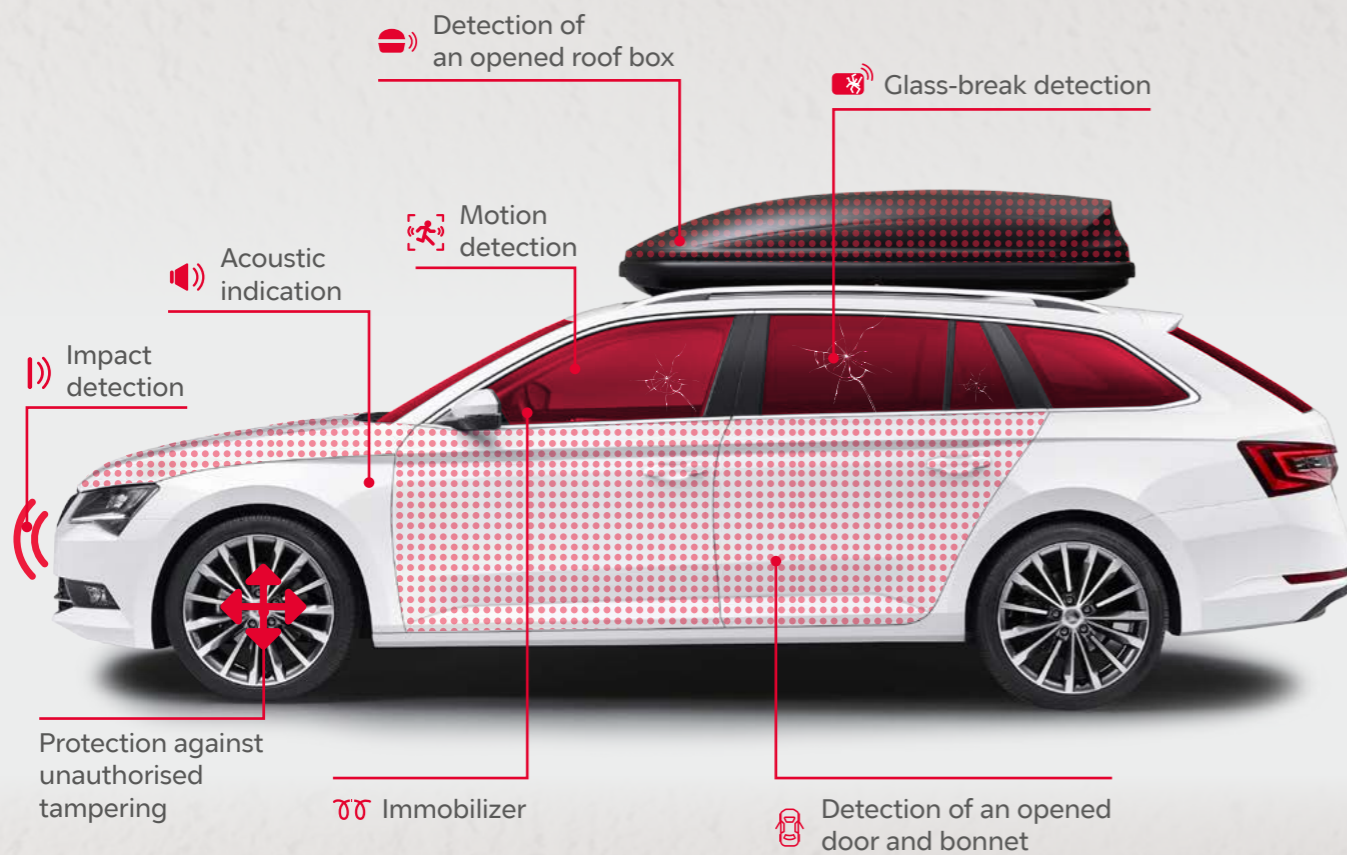 Detection of
an opened roof box
Glass-break detection
Motion
detection
Acoustic
indication
Impact
detection
Protection against
unauthorised
tampering
Immobilizer
Detection of an opened
door and bonnet